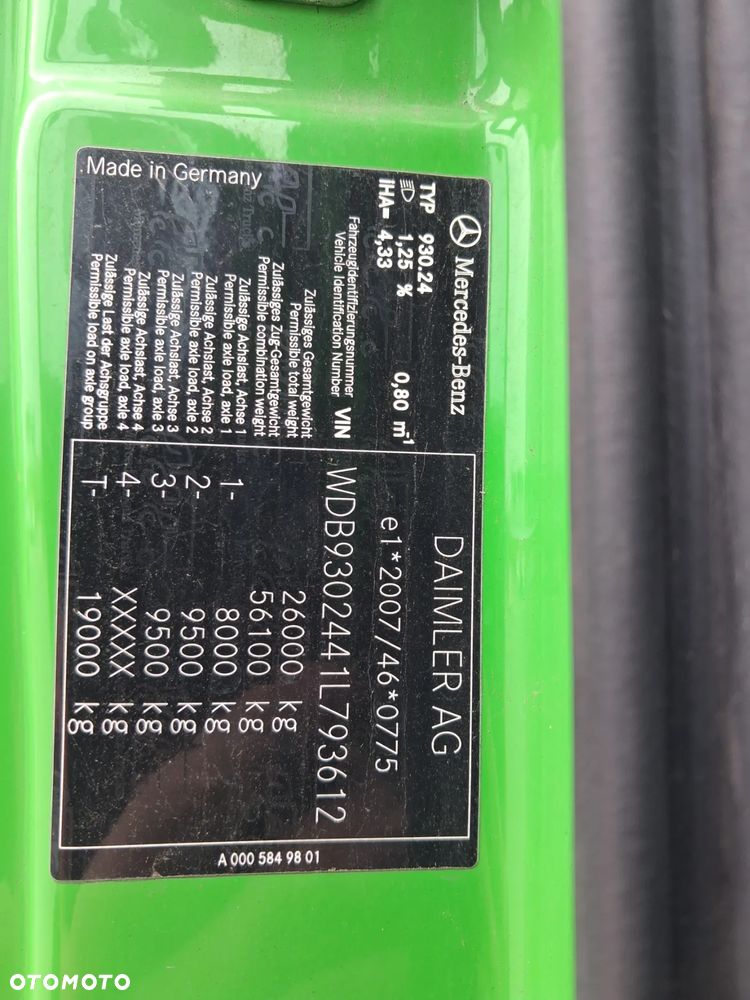 Mercedes-Benz
TYP 930.24
1,25 % 0,80 m⁻¹
IHA= 4,33
DAIMLER AG
e1*2007/46*0775
Fahrzeugidentifizierungsnummer
Vehicle Identification Number VIN WDB9302441L793612
Zulässiges Gesamtgewicht
Permissible total weight 26000 kg
Zulässiges Zug-Gesamtgewicht
Permissible combination weight 56100 kg
Zulässige Achslast, Achse 1
Permissible axle load, axle 1 1- 8000 kg
Zulässige Achslast, Achse 2
Permissible axle load, axle 2 2- 9500 kg
Zulässige Achslast, Achse 3
Permissible axle load, axle 3 3- 9500 kg
Zulässige Achslast, Achse 4
Permissible axle load, axle 4 4- XXXXX kg
Zulässige Last der Achsgruppe
Permissible load on axle group T- 19000 kg
Made in Germany
A 000 584 98 01
OTOMOTO